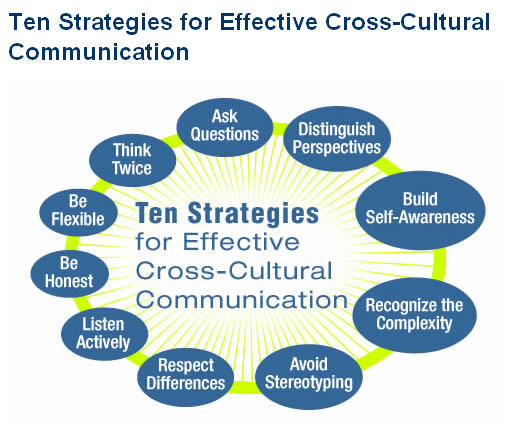 Ten Strategies for Effective Cross-Cultural
Communication
Ask
Questions
Distinguish
Perspectives
Think
Twice
Build
Self-Awareness
Be
Flexible
Ten Strategies
for Effective
Cross-Cultural
Communication
Be
Honest
Recognize the
Complexity
Listen
Actively
Respect
Differences
Avoid
Stereotyping